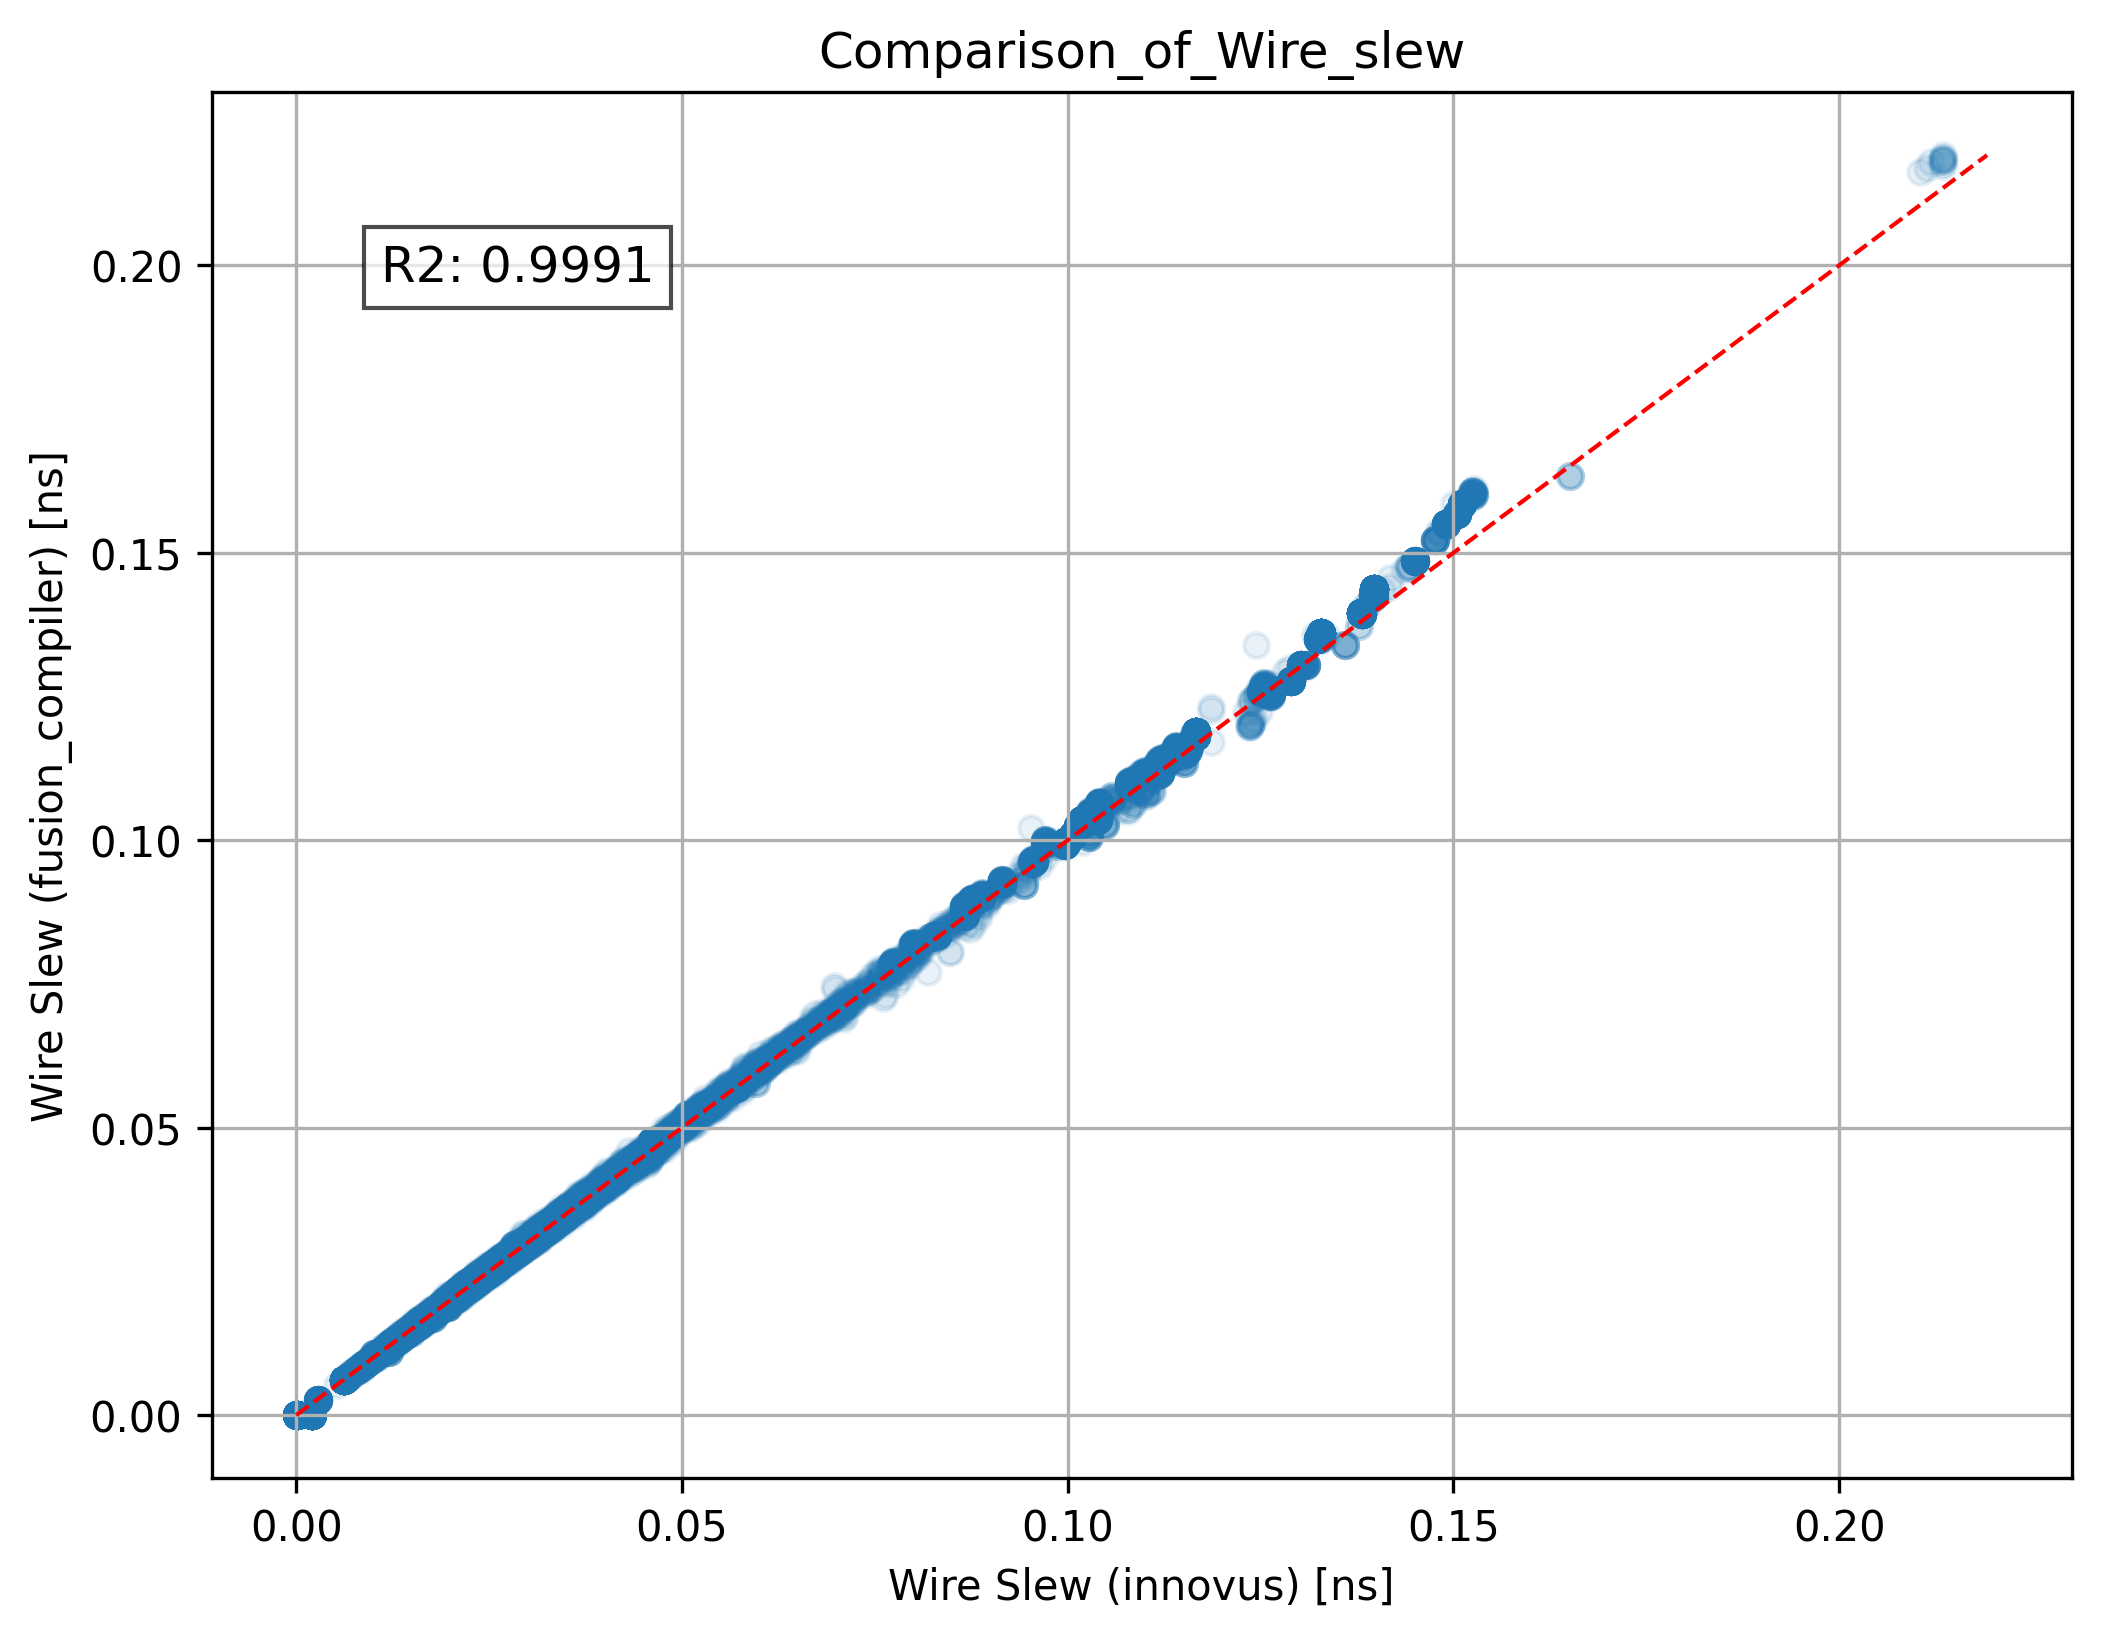 Comparison_of_Wire_slew
R2: 0.9991
Wire Slew (fusion_compiler) [ns]
0.20
0.15
0.10
0.05
0.00
0.00 0.05 0.10 0.15 0.20
Wire Slew (innovus) [ns]